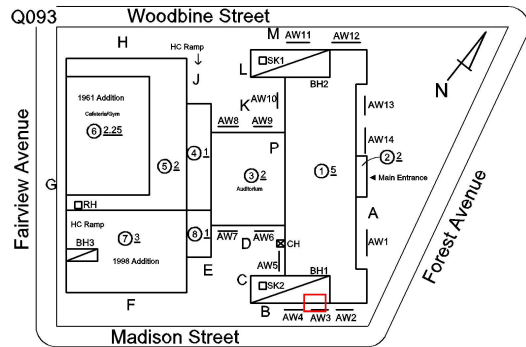 Q093
Woodbine Street
M
AW11
AW12
H
HC Ramp
J
L
SK1
BH2
N
1961 Addition
Cafeteria/Gym
6 2.25
K
AW10
AW13
AW8
AW9
4 1
AW14
P
5 2
3 2
Auditorium
1 5
2 2
Main Entrance
Fairview Avenue
G
RH
A
HC Ramp
7 3
8 1
AW7
AW6
D
CH
AW1
BH3
1998 Addition
E
AW5
C
BH1
SK2
F
B
AW4
AW3
AW2
Forest Avenue
Madison Street